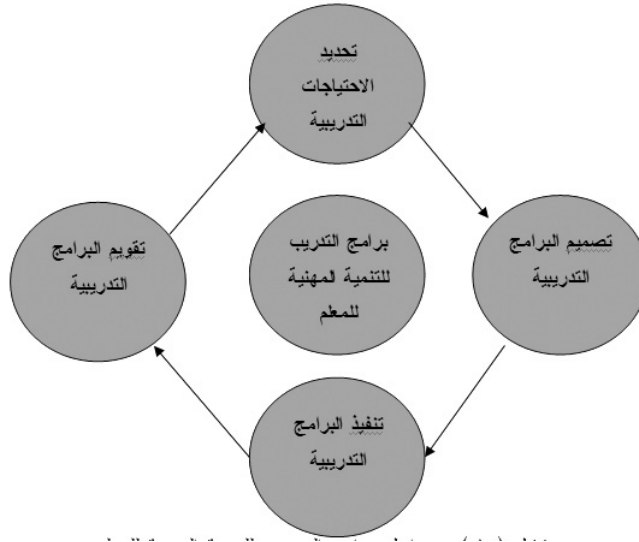 تحديد
الاحتياجات
التدريبية
تصميم البرامج
التدريبية
برامج التدريب
للتنمية المهنية
للمعلم
تقويم البرامج
التدريبية
تنفيذ البرامج
التدريبية